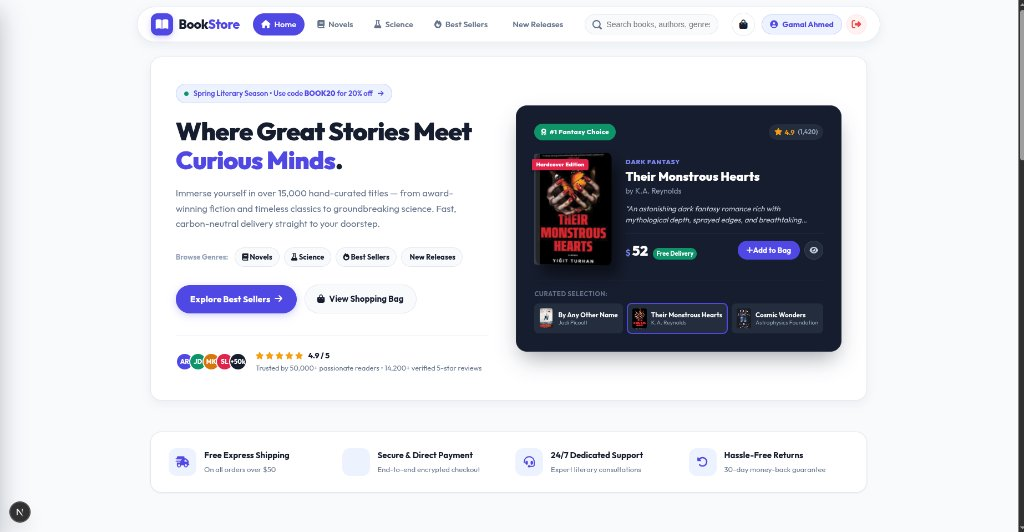 BookStore
Home
Novels
Science
Best Sellers
New Releases
Search books, authors, genre
Gamal Ahmed
Spring Literary Season • Use code BOOK20 for 20% off →
Where Great Stories Meet
Curious Minds.
Immerse yourself in over 15,000 hand-curated titles — from award-
winning fiction and timeless classics to groundbreaking science. Fast,
carbon-neutral delivery straight to your doorstep.
Browse Genres:
Novels
Science
Best Sellers
New Releases
Explore Best Sellers →
View Shopping Bag
AR
JD
MK
SL
+50k
4.9 / 5
Trusted by 50,000+ passionate readers • 14,200+ verified 5-star reviews
#1 Fantasy Choice
4.9 (1,420)
Hardcover Edition
THEIR
MONSTROUS
HEARTS
YİĞİT TURHAN
DARK FANTASY
Their Monstrous Hearts
by K.A. Reynolds
"An astonishing dark fantasy romance rich with
mythological depth, sprayed edges, and breathtaking...
$ 52
Free Delivery
+Add to Bag
CURATED SELECTION:
By Any Other Name
Jodi Picoult
Their Monstrous Hearts
K.A. Reynolds
Cosmic Wonders
Astrophysics Foundation
Free Express Shipping
On all orders over $50
Secure & Direct Payment
End-to-end encrypted checkout
24/7 Dedicated Support
Expert literary consultations
Hassle-Free Returns
30-day money-back guarantee
N